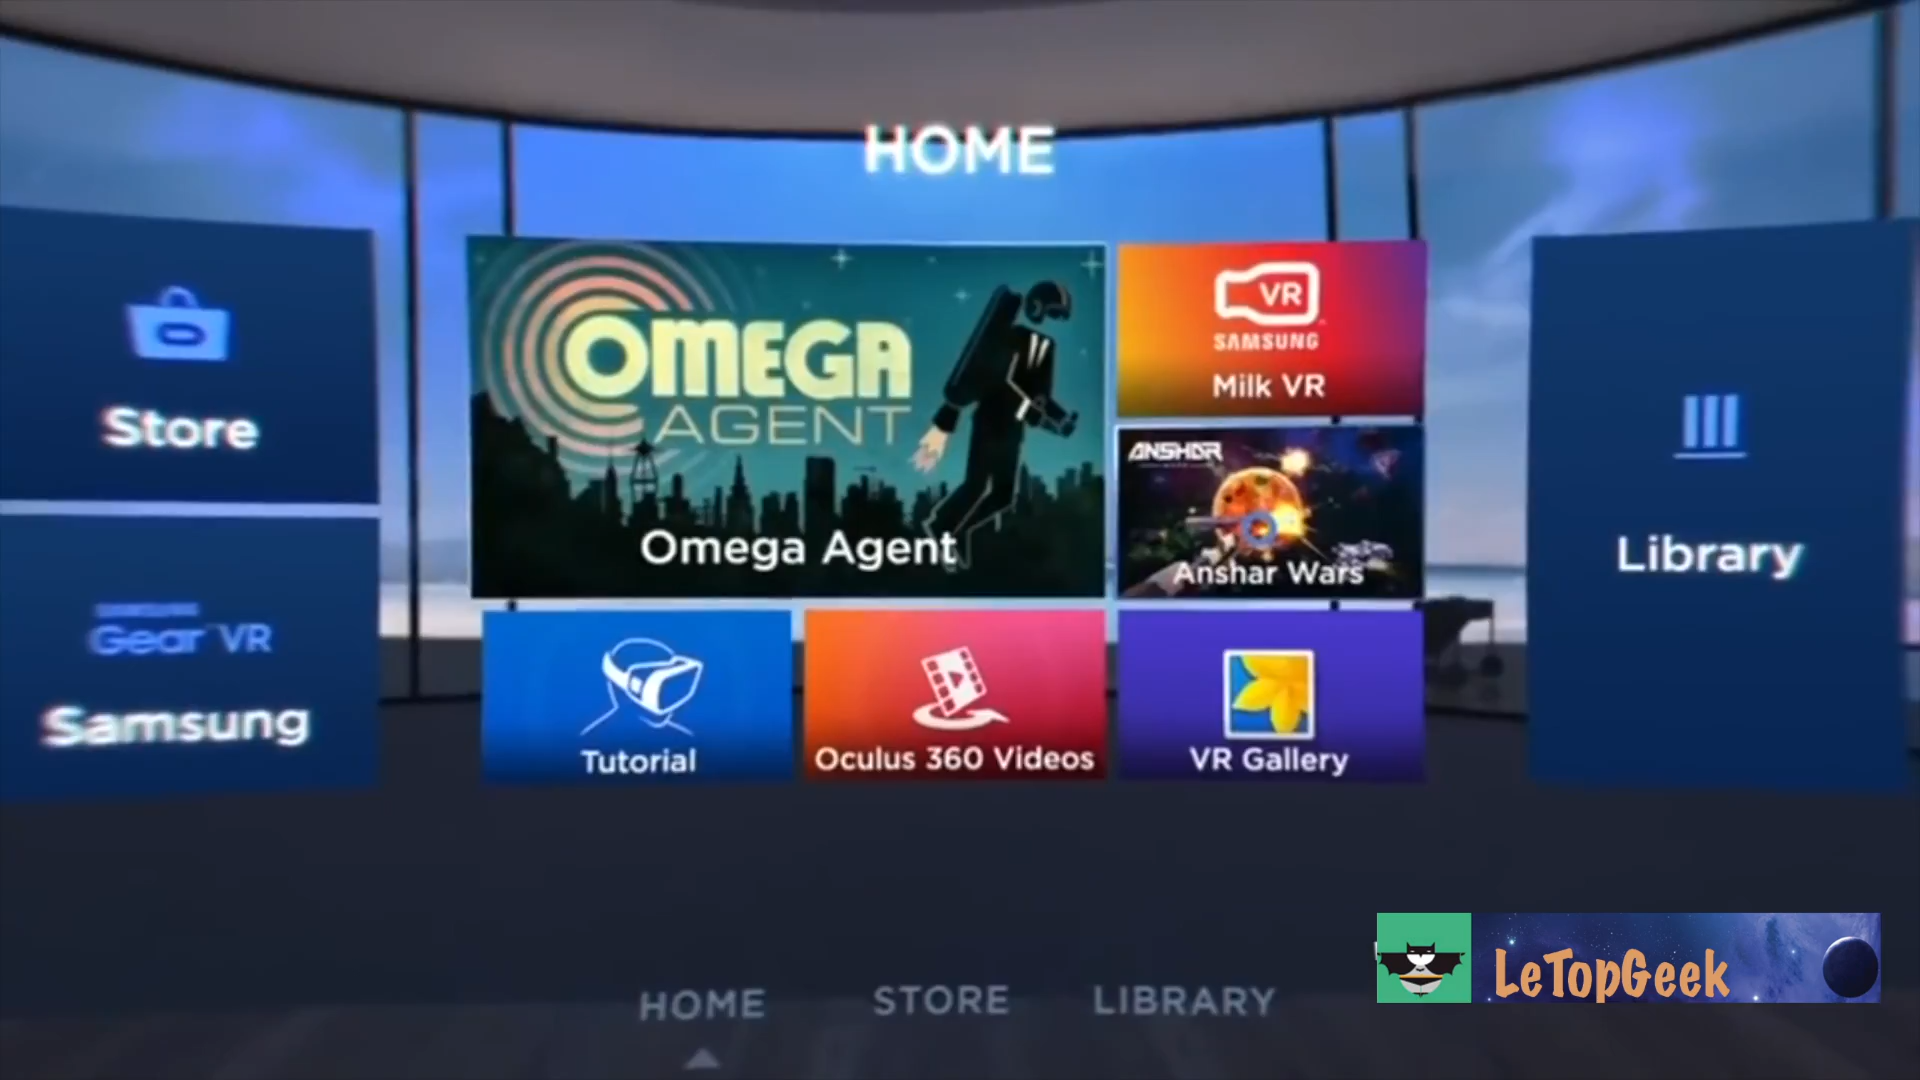 HOME
Store
SAMSUNG
Gear VR
Samsung
OMEGA
AGENT
Omega Agent
VR
SAMSUNG
Milk VR
ANSHAR
Anshar Wars
Tutorial
Oculus 360 Videos
VR Gallery
Library
HOME
STORE
LIBRARY
LeTopGeek